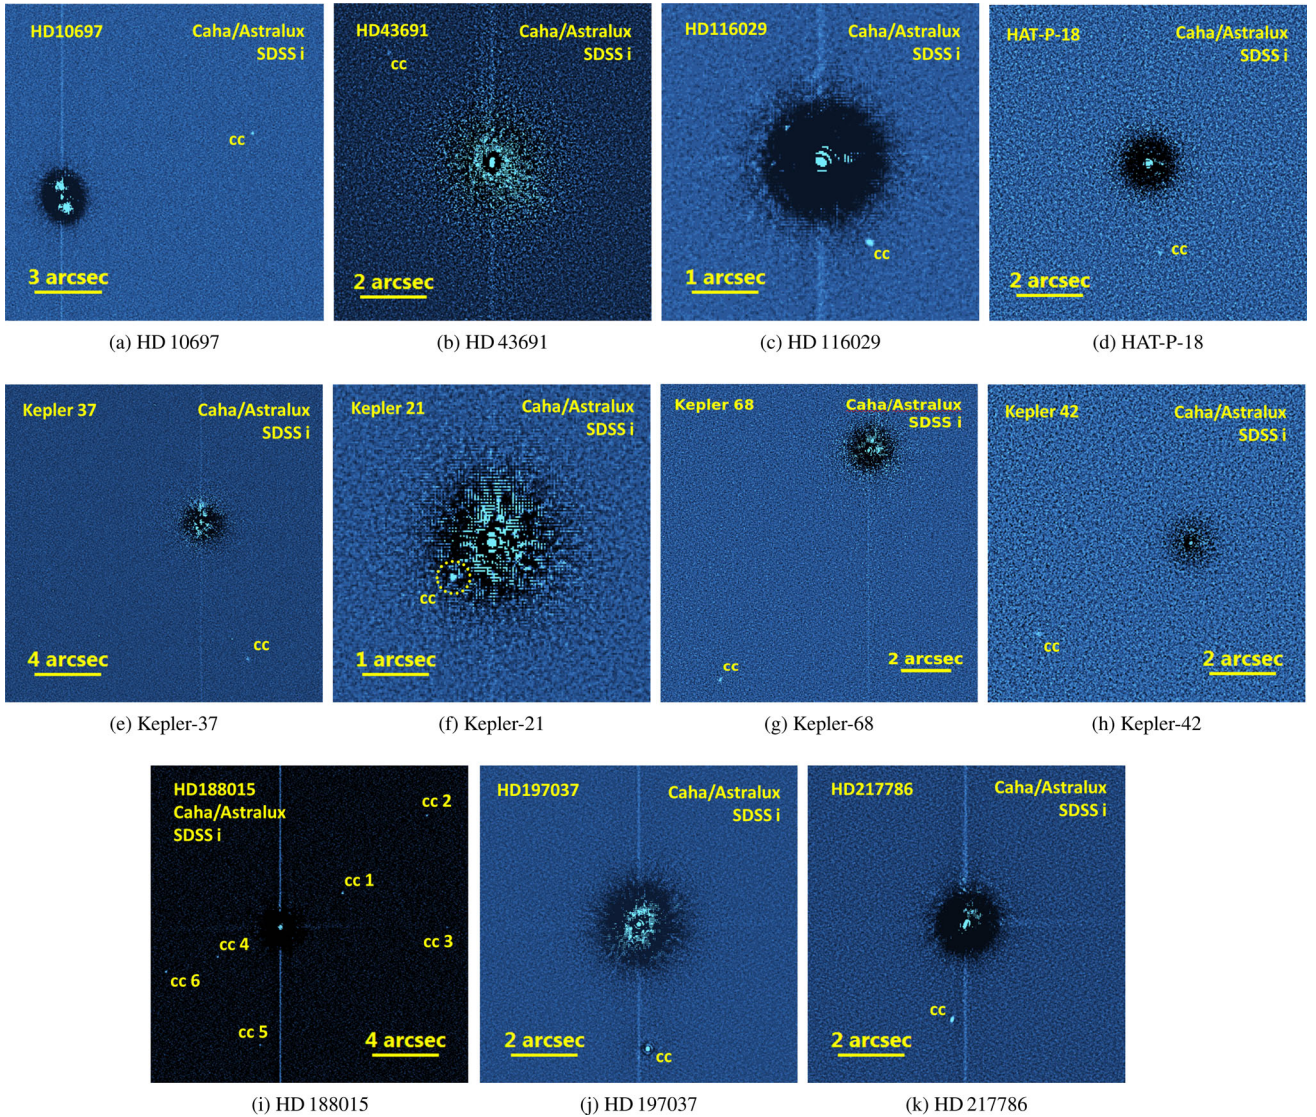 HD10697
Caha/Astralux
SDSS i
cc
3 arcsec
(a) HD 10697
HD43691
Caha/Astralux
SDSS i
cc
2 arcsec
(b) HD 43691
HD116029
Caha/Astralux
SDSS i
cc
1 arcsec
(c) HD 116029
HAT-P-18
Caha/Astralux
SDSS i
cc
2 arcsec
(d) HAT-P-18
Kepler 37
Caha/Astralux
SDSS i
cc
4 arcsec
(e) Kepler-37
Kepler 21
Caha/Astralux
SDSS i
cc
1 arcsec
(f) Kepler-21
Kepler 68
Caha/Astralux
SDSS i
cc
2 arcsec
(g) Kepler-68
Kepler 42
Caha/Astralux
SDSS i
cc
2 arcsec
(h) Kepler-42
HD188015
Caha/Astralux
SDSS i
cc 2
cc 1
cc 3
cc 4
cc 6
cc 5
4 arcsec
(i) HD 188015
HD197037
Caha/Astralux
SDSS i
2 arcsec
cc
(j) HD 197037
HD217786
Caha/Astralux
SDSS i
cc
2 arcsec
(k) HD 217786